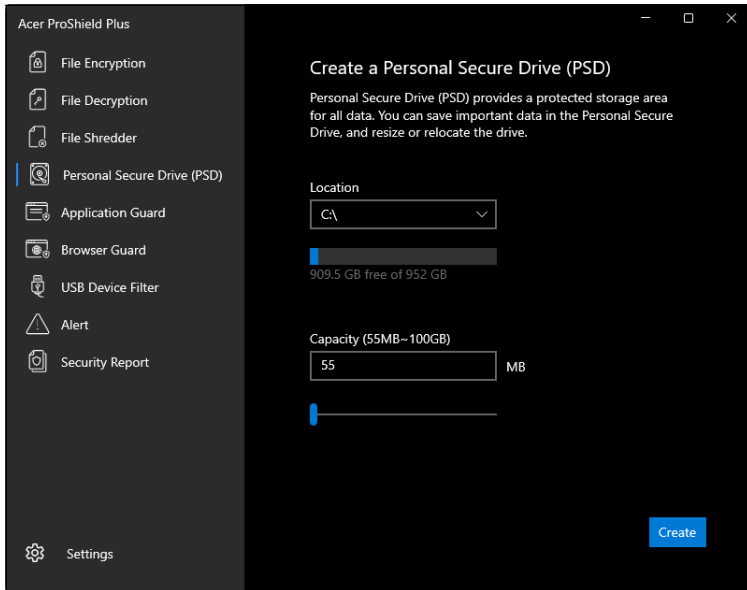 Acer ProShield Plus
File Encryption
File Decryption
File Shredder
Personal Secure Drive (PSD)
Application Guard
Browser Guard
USB Device Filter
Alert
Security Report
Settings
Create a Personal Secure Drive (PSD)
Personal Secure Drive (PSD) provides a protected storage area
for all data. You can save important data in the Personal Secure
Drive, and resize or relocate the drive.
Location
C:\
909.5 GB free of 952 GB
Capacity (55MB~100GB)
55 MB
Create